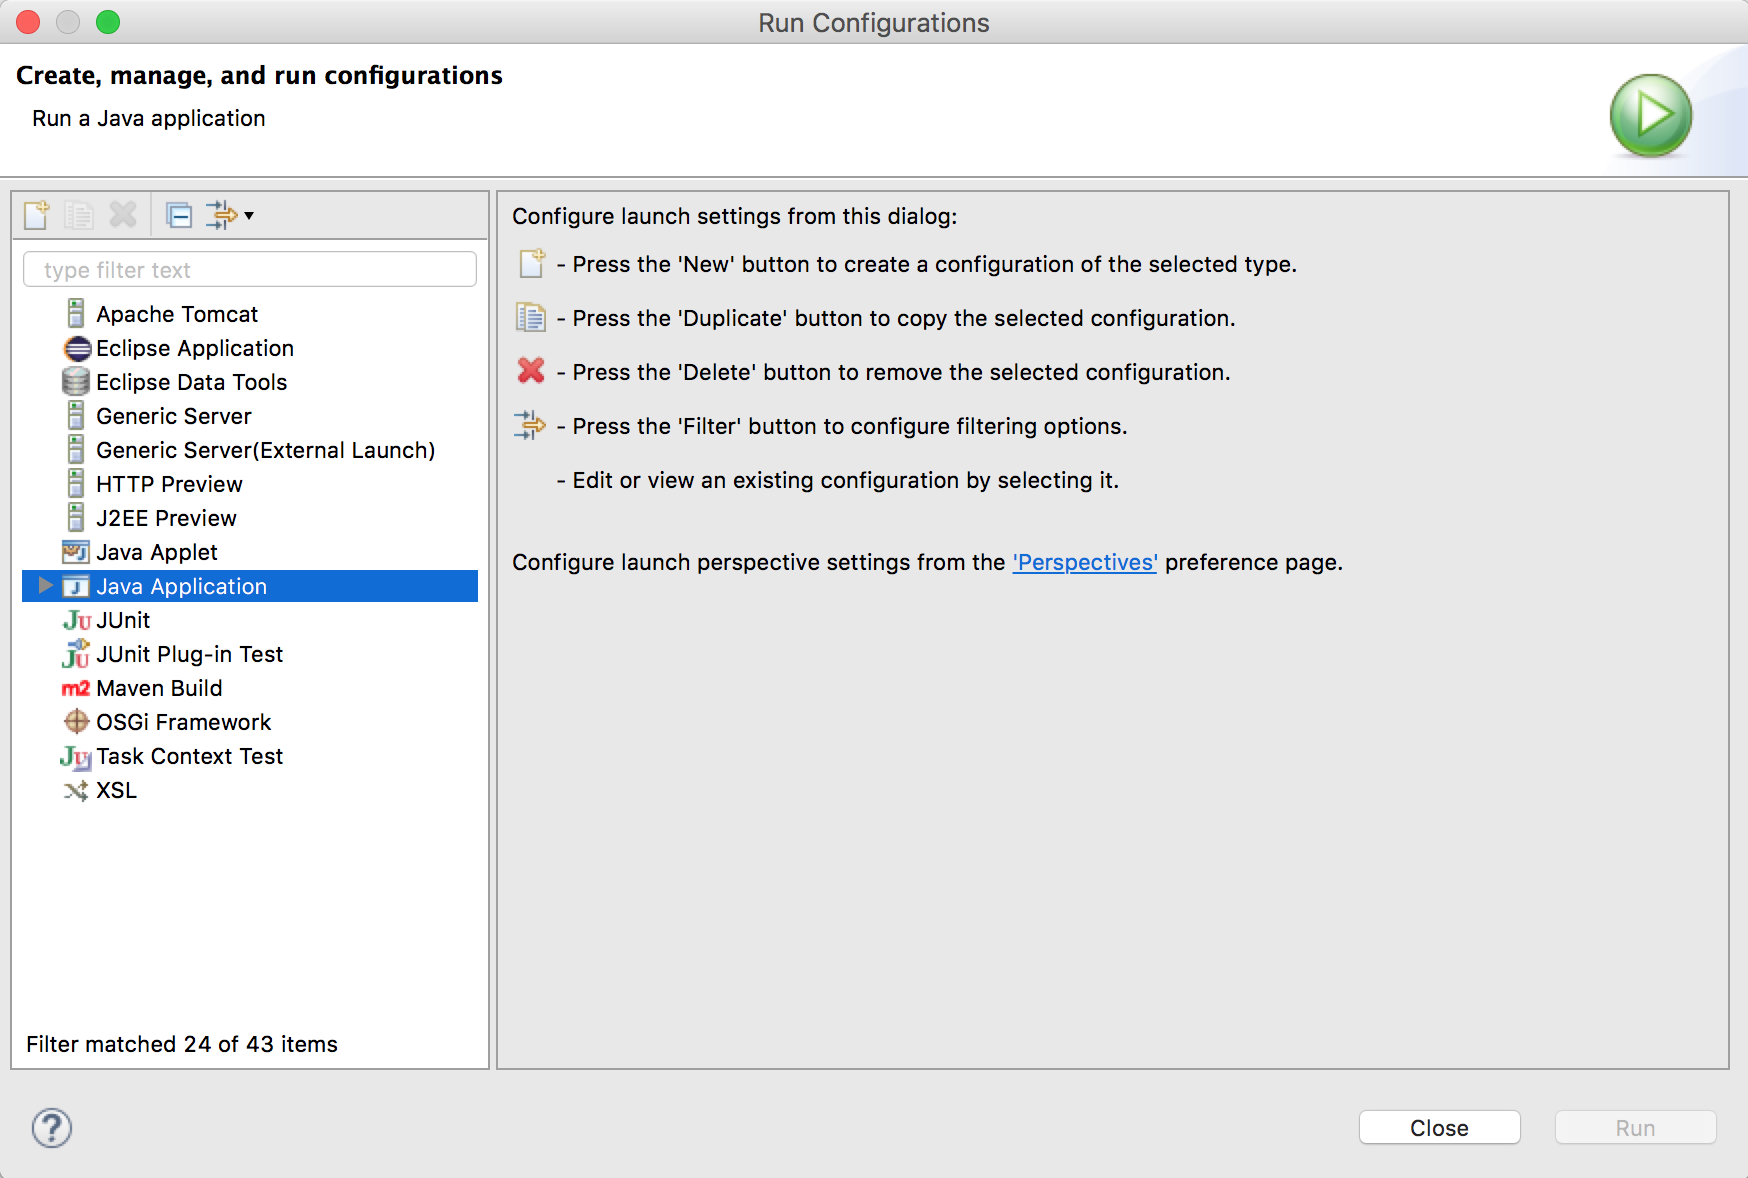 Run Configurations
Create, manage, and run configurations
Run a Java application
type filter text
Apache Tomcat
Eclipse Application
Eclipse Data Tools
Generic Server
Generic Server(External Launch)
HTTP Preview
J2EE Preview
Java Applet
Java Application
JUnit
JUnit Plug-in Test
m2 Maven Build
OSGi Framework
Task Context Test
XSL
Filter matched 24 of 43 items
Configure launch settings from this dialog:
- Press the 'New' button to create a configuration of the selected type.
- Press the 'Duplicate' button to copy the selected configuration.
- Press the 'Delete' button to remove the selected configuration.
- Press the 'Filter' button to configure filtering options.
- Edit or view an existing configuration by selecting it.
Configure launch perspective settings from the 'Perspectives' preference page.
?
Close
Run